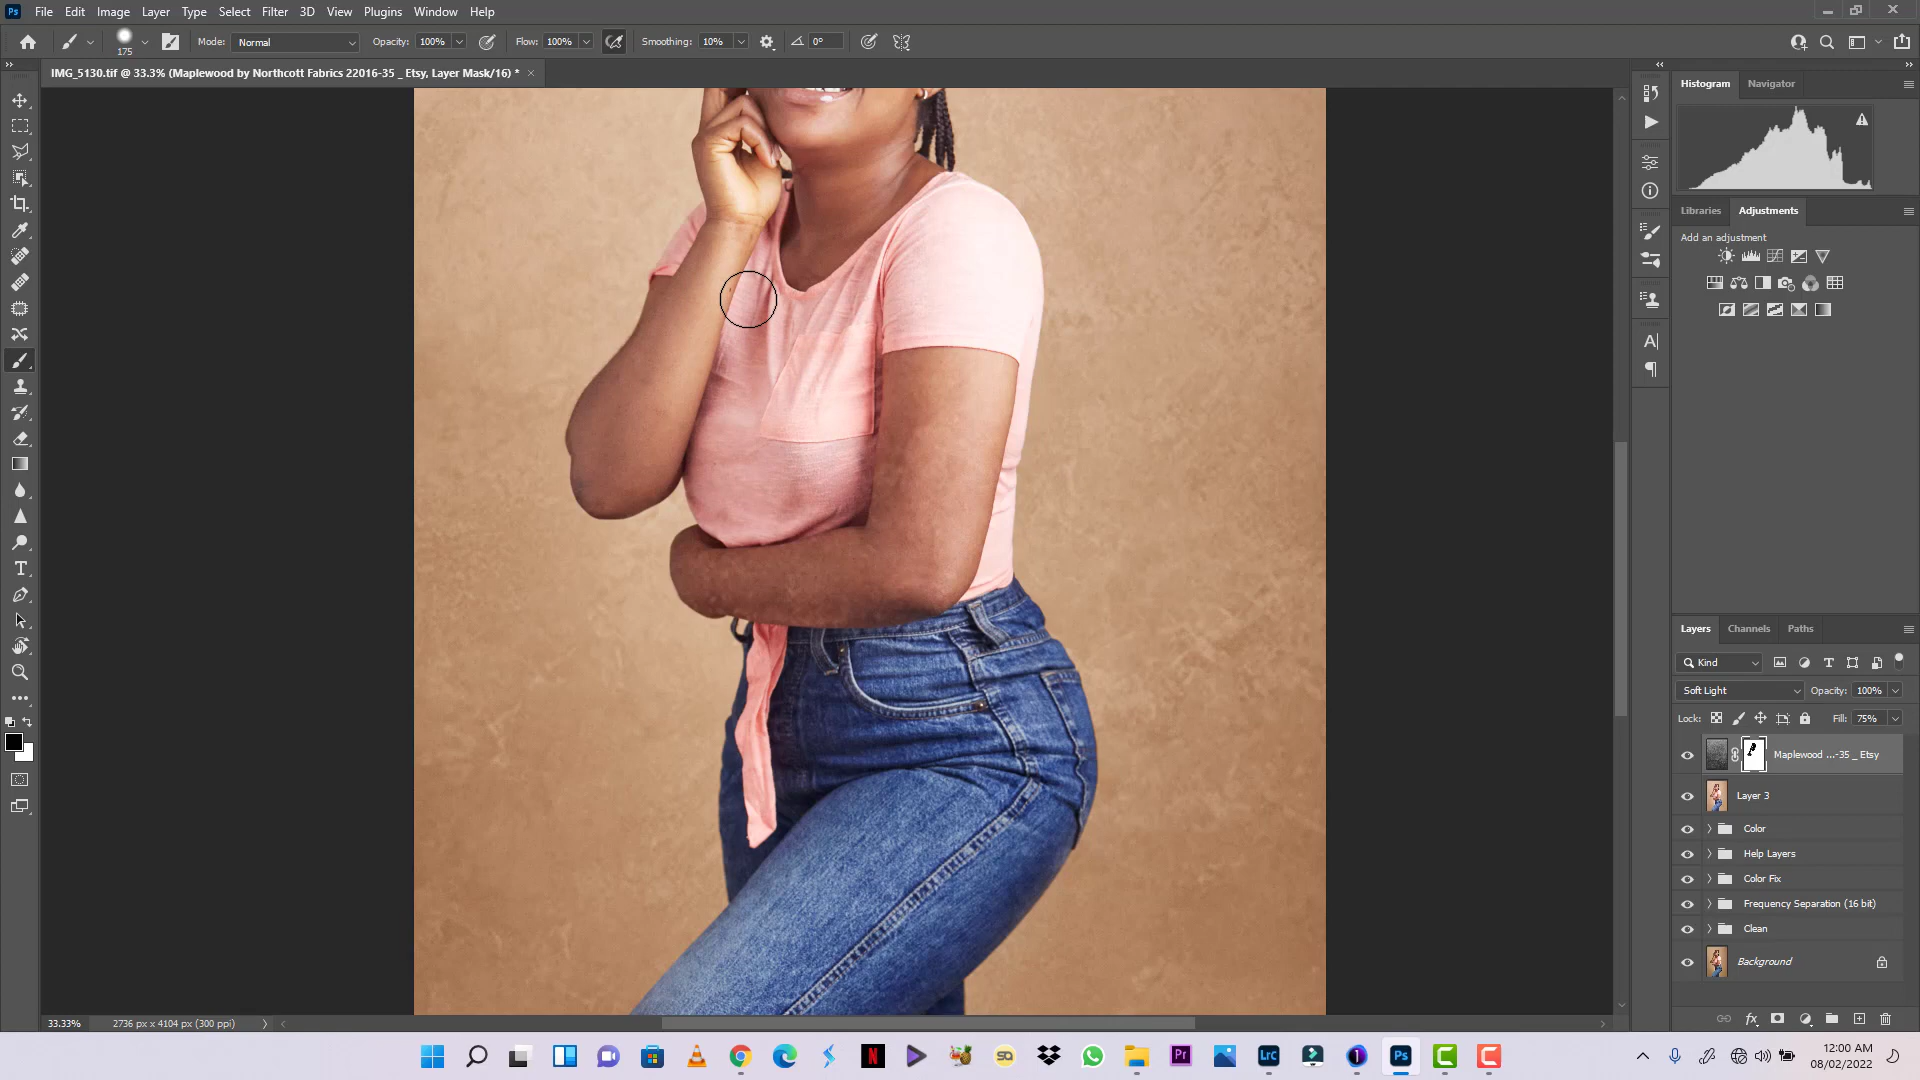 Ps File Edit Image Layer Type Select Filter 3D View Plugins Window Help
175 Mode: Normal Opacity: 100% Flow: 100% Smoothing: 10% 0°
IMG_5130.tif @ 33.3% (Maplewood by Northcott Fabrics 22016-35 _ Etsy, Layer Mask/16) *
Histogram Navigator
Libraries Adjustments
Add an adjustment
Layers Channels Paths
Kind
Soft Light Opacity: 100%
Lock: Fill: 75%
Maplewood ...-35 _ Etsy
Layer 3
Color
Help Layers
Color Fix
Frequency Separation (16 bit)
Clean
Background
33.33% 2736 px x 4104 px (300 ppi)
12:00 AM
08/02/2022